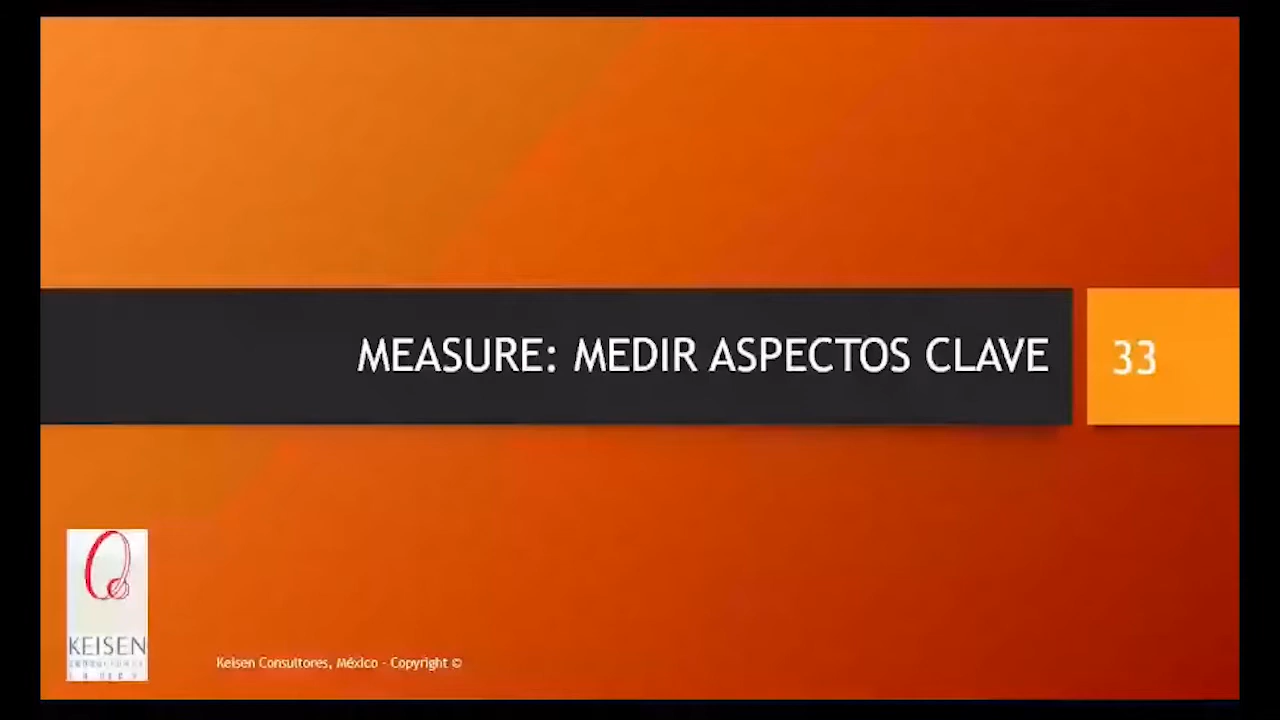 MEASURE: MEDIR ASPECTOS CLAVE
33
KEISEN
Keisen Consultores, México - Copyright ©